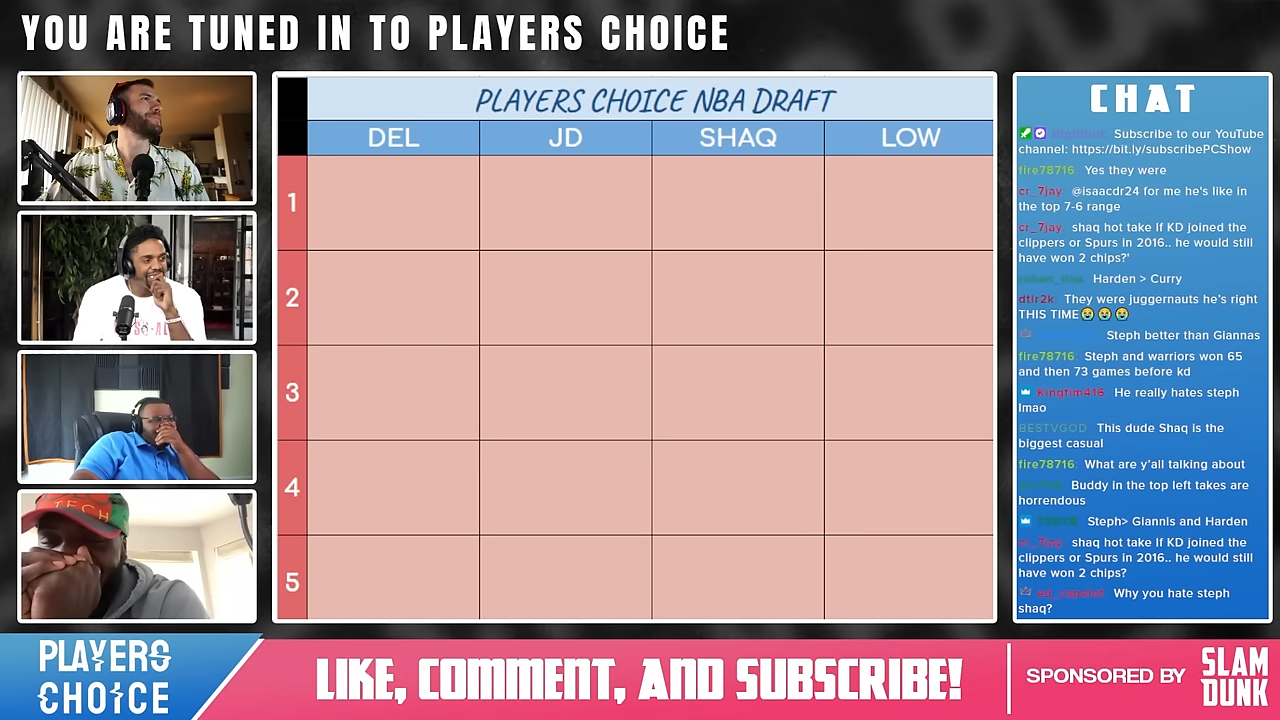 YOU ARE TUNED IN TO PLAYERS CHOICE
PLAYERS CHOICE NBA DRAFT
DEL JD SHAQ LOW
1
2
3
4
5
TECH
CHAT
Subscribe to our YouTube
channel: https://bit.ly/subscribePCShow
fire78716: Yes they were
cr_7jay: @isaacdr24 for me he's like in
the top 7-6 range
cr_7jay: shaq hot take If KD joined the
clippers or Spurs in 2016.. he would still
have won 2 chips?'
Harden > Curry
dtlr2k: They were juggernauts he's right
THIS TIME😭😭😭
Steph better than Giannas
fire78716: Steph and warriors won 65
and then 73 games before kd
Kingtim416: He really hates steph
lmao
BESTVGOD: This dude Shaq is the
biggest casual
fire78716: What are y'all talking about
Buddy in the top left takes are
horrendous
Steph> Giannis and Harden
cr_7jay: shaq hot take If KD joined the
clippers or Spurs in 2016.. he would still
have won 2 chips?
Why you hate steph
shaq?
PLAYERS
CHOICE
LIKE, COMMENT, AND SUBSCRIBE!
SPONSORED BY
SLAM
DUNK